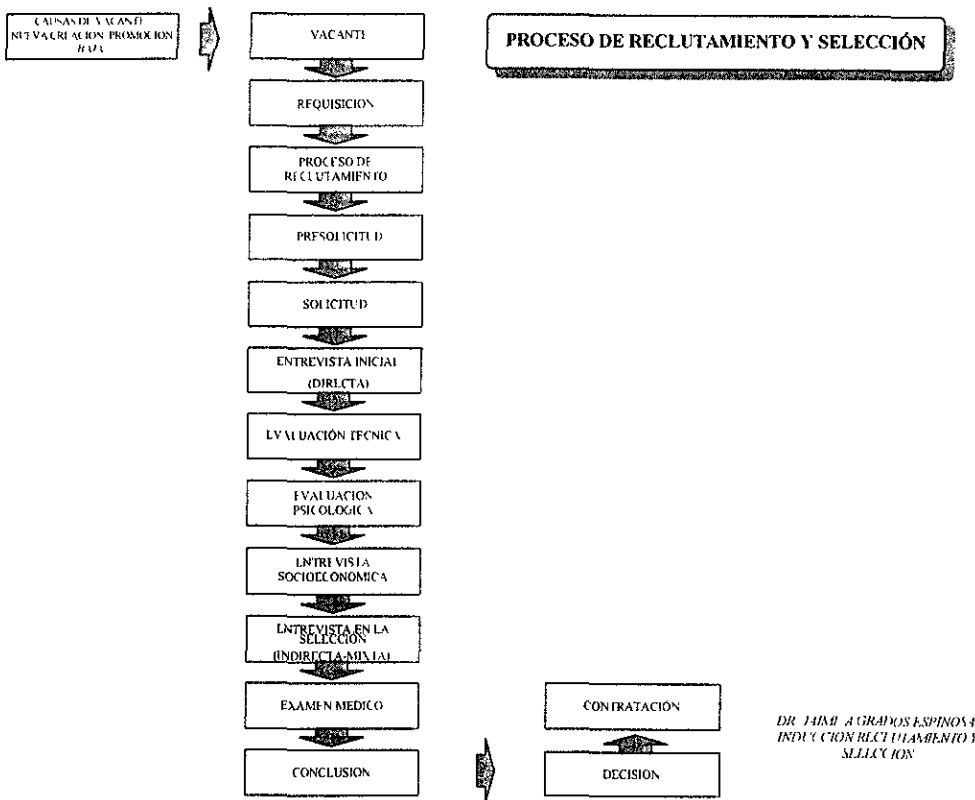 CAUSAS DE VACANTE
NUEVA CREACION PROMOCION
BAJA
VACANTE
PROCESO DE RECLUTAMIENTO Y SELECCIÓN
REQUISICION
PROCESO DE
RECLUTAMIENTO
PRESOLICITUD
SOLICITUD
ENTREVISTA INICIAL
(DIRECTA)
EVALUACIÓN TECNICA
EVALUACION
PSICOLOGICA
ENTREVISTA
SOCIOECONOMICA
ENTREVISTA EN LA
SELECCIÓN
(INDIRECTA-MIXTA)
EXAMEN MEDICO
CONCLUSION
CONTRATACIÓN
DECISION
DR JAIME A GRADOS ESPINOSA
INDUCCION RECLUTAMIENTO Y
SELECCION